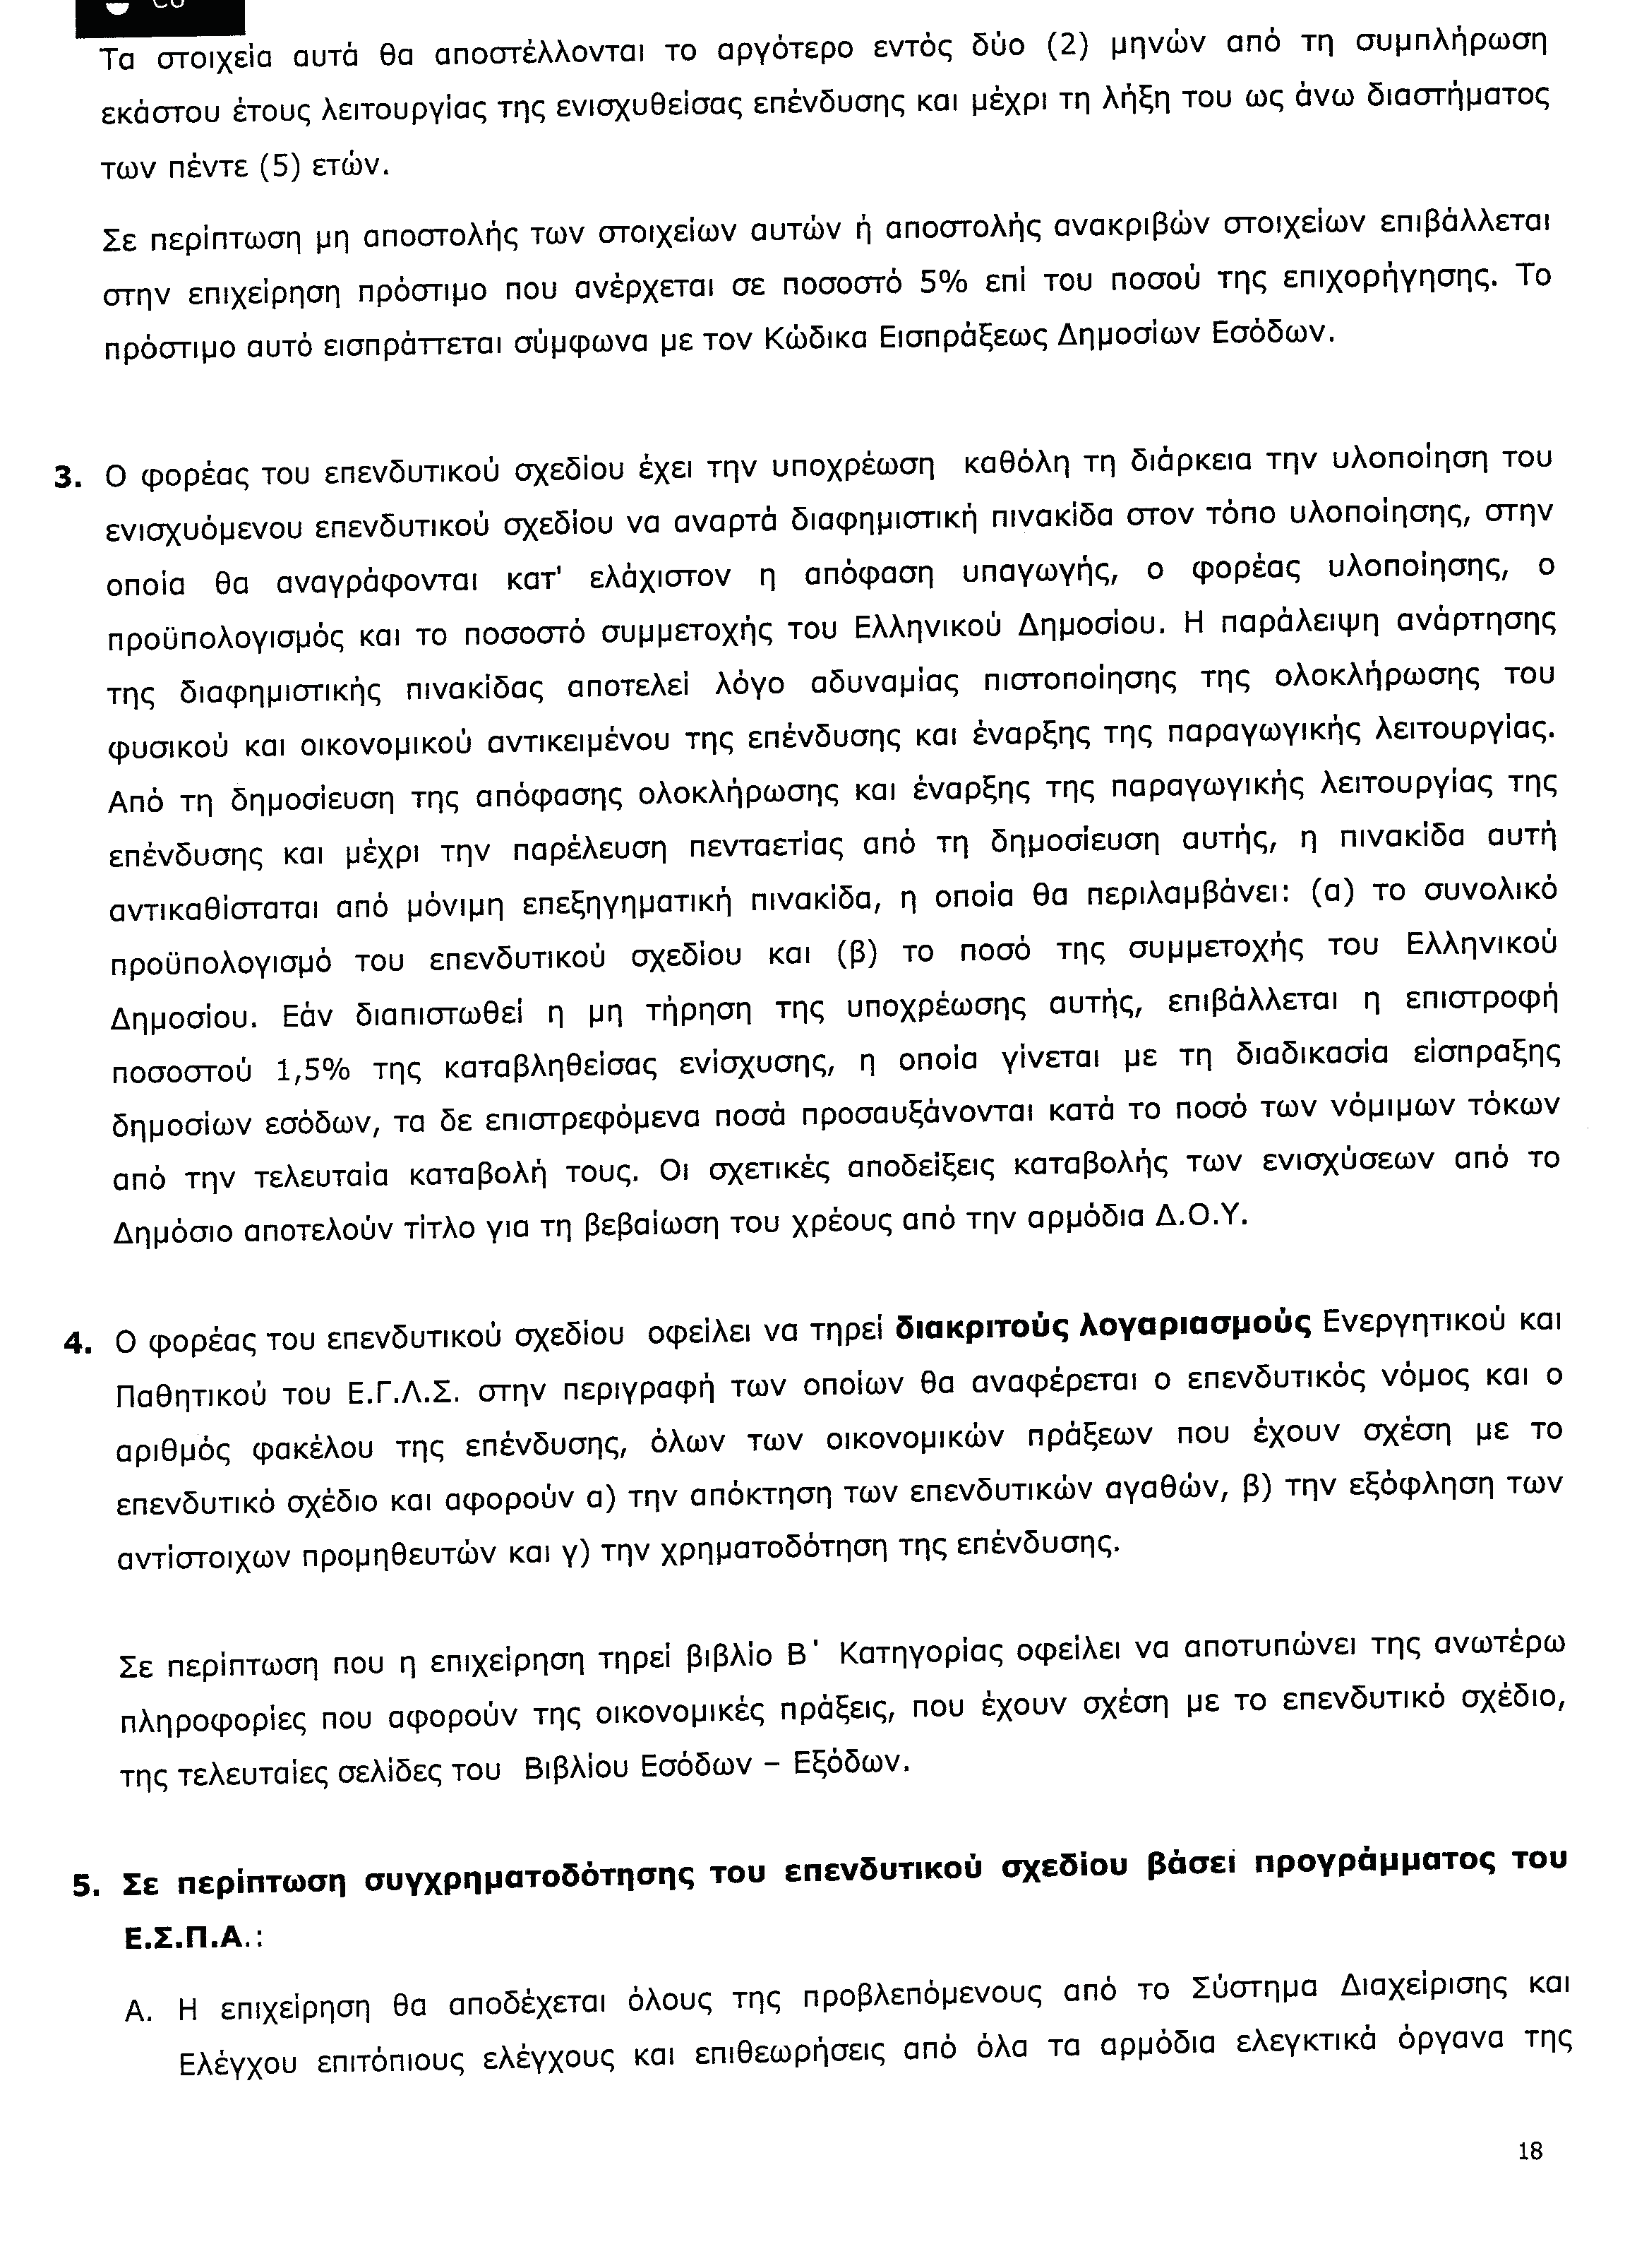 Τα στοιχεία αυτά θα αποστέλλονται το αργότερο εντός δύο (2) μηνών από τη συμπλήρωση
εκάστου έτους λειτουργίας της ενισχυθείσας επένδυσης και μέχρι τη λήξη του ως άνω διαστήματος
των πέντε (5) ετών.
Σε περίπτωση μη αποστολής των στοιχείων αυτών ή αποστολής ανακριβών στοιχείων επιβάλλεται
στην επιχείρηση πρόστιμο που ανέρχεται σε ποσοστό 5% επί του ποσού της επιχορήγησης. Το
πρόστιμο αυτό εισπράττεται σύμφωνα με τον Κώδικα Εισπράξεως Δημοσίων Εσόδων.
3. Ο φορέας του επενδυτικού σχεδίου έχει την υποχρέωση καθόλη τη διάρκεια την υλοποίηση του
ενισχυόμενου επενδυτικού σχεδίου να αναρτά διαφημιστική πινακίδα στον τόπο υλοποίησης, στην
οποία θα αναγράφονται κατ' ελάχιστον η απόφαση υπαγωγής, ο φορέας υλοποίησης, ο
προϋπολογισμός και το ποσοστό συμμετοχής του Ελληνικού Δημοσίου. Η παράλειψη ανάρτησης
της διαφημιστικής πινακίδας αποτελεί λόγο αδυναμίας πιστοποίησης της ολοκλήρωσης του
φυσικού και οικονομικού αντικειμένου της επένδυσης και έναρξης της παραγωγικής λειτουργίας.
Από τη δημοσίευση της απόφασης ολοκλήρωσης και έναρξης της παραγωγικής λειτουργίας της
επένδυσης και μέχρι την παρέλευση πενταετίας από τη δημοσίευση αυτής, η πινακίδα αυτή
αντικαθίσταται από μόνιμη επεξηγηματική πινακίδα, η οποία θα περιλαμβάνει: (α) το συνολικό
προϋπολογισμό του επενδυτικού σχεδίου και (β) το ποσό της συμμετοχής του Ελληνικού
Δημοσίου. Εάν διαπιστωθεί η μη τήρηση της υποχρέωσης αυτής, επιβάλλεται η επιστροφή
ποσοστού 1,5% της καταβληθείσας ενίσχυσης, η οποία γίνεται με τη διαδικασία είσπραξης
δημοσίων εσόδων, τα δε επιστρεφόμενα ποσά προσαυξάνονται κατά το ποσό των νόμιμων τόκων
από την τελευταία καταβολή τους. Οι σχετικές αποδείξεις καταβολής των ενισχύσεων από το
Δημόσιο αποτελούν τίτλο για τη βεβαίωση του χρέους από την αρμόδια Δ.Ο.Υ.
4. Ο φορέας του επενδυτικού σχεδίου οφείλει να τηρεί διακριτούς λογαριασμούς Ενεργητικού και
Παθητικού του Ε.Γ.Λ.Σ. στην περιγραφή των οποίων θα αναφέρεται ο επενδυτικός νόμος και ο
αριθμός φακέλου της επένδυσης, όλων των οικονομικών πράξεων που έχουν σχέση με το
επενδυτικό σχέδιο και αφορούν α) την απόκτηση των επενδυτικών αγαθών, β) την εξόφληση των
αντίστοιχων προμηθευτών και γ) την χρηματοδότηση της επένδυσης.
Σε περίπτωση που η επιχείρηση τηρεί βιβλίο Β΄ Κατηγορίας οφείλει να αποτυπώνει της ανωτέρω
πληροφορίες που αφορούν της οικονομικές πράξεις, που έχουν σχέση με το επενδυτικό σχέδιο,
της τελευταίες σελίδες του Βιβλίου Εσόδων – Εξόδων.
5. Σε περίπτωση συγχρηματοδότησης του επενδυτικού σχεδίου βάσει προγράμματος του
Ε.Σ.Π.Α.:
Α. Η επιχείρηση θα αποδέχεται όλους της προβλεπόμενους από το Σύστημα Διαχείρισης και
Ελέγχου επιτόπιους ελέγχους και επιθεωρήσεις από όλα τα αρμόδια ελεγκτικά όργανα της
18